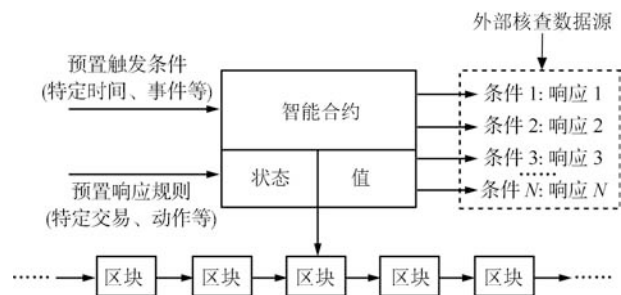 外部核查数据源
预置触发条件
(特定时间、事件等)
智能合约
状态
值
预置响应规则
(特定交易、动作等)
条件 1: 响应 1
条件 2: 响应 2
条件 3: 响应 3
······
条件 N: 响应 N
······
区块
区块
区块
区块
区块
······